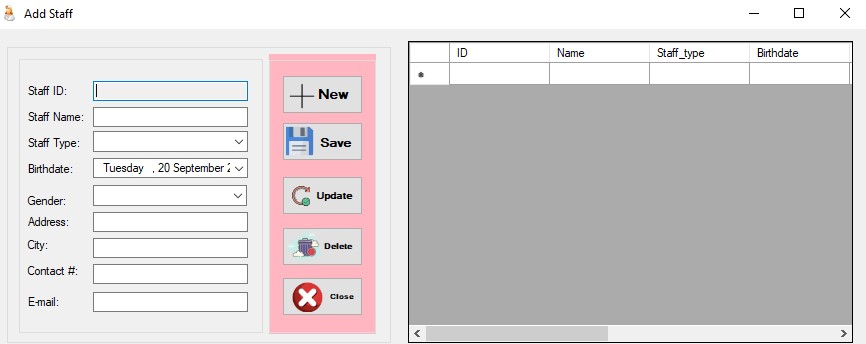 Add Staff
ID Name Staff_type Birthdate
Staff ID:
Staff Name:
Staff Type:
Birthdate: Tuesday , 20 September
Gender:
Address:
City:
Contact #:
E-mail:
New
Save
Update
Delete
Close